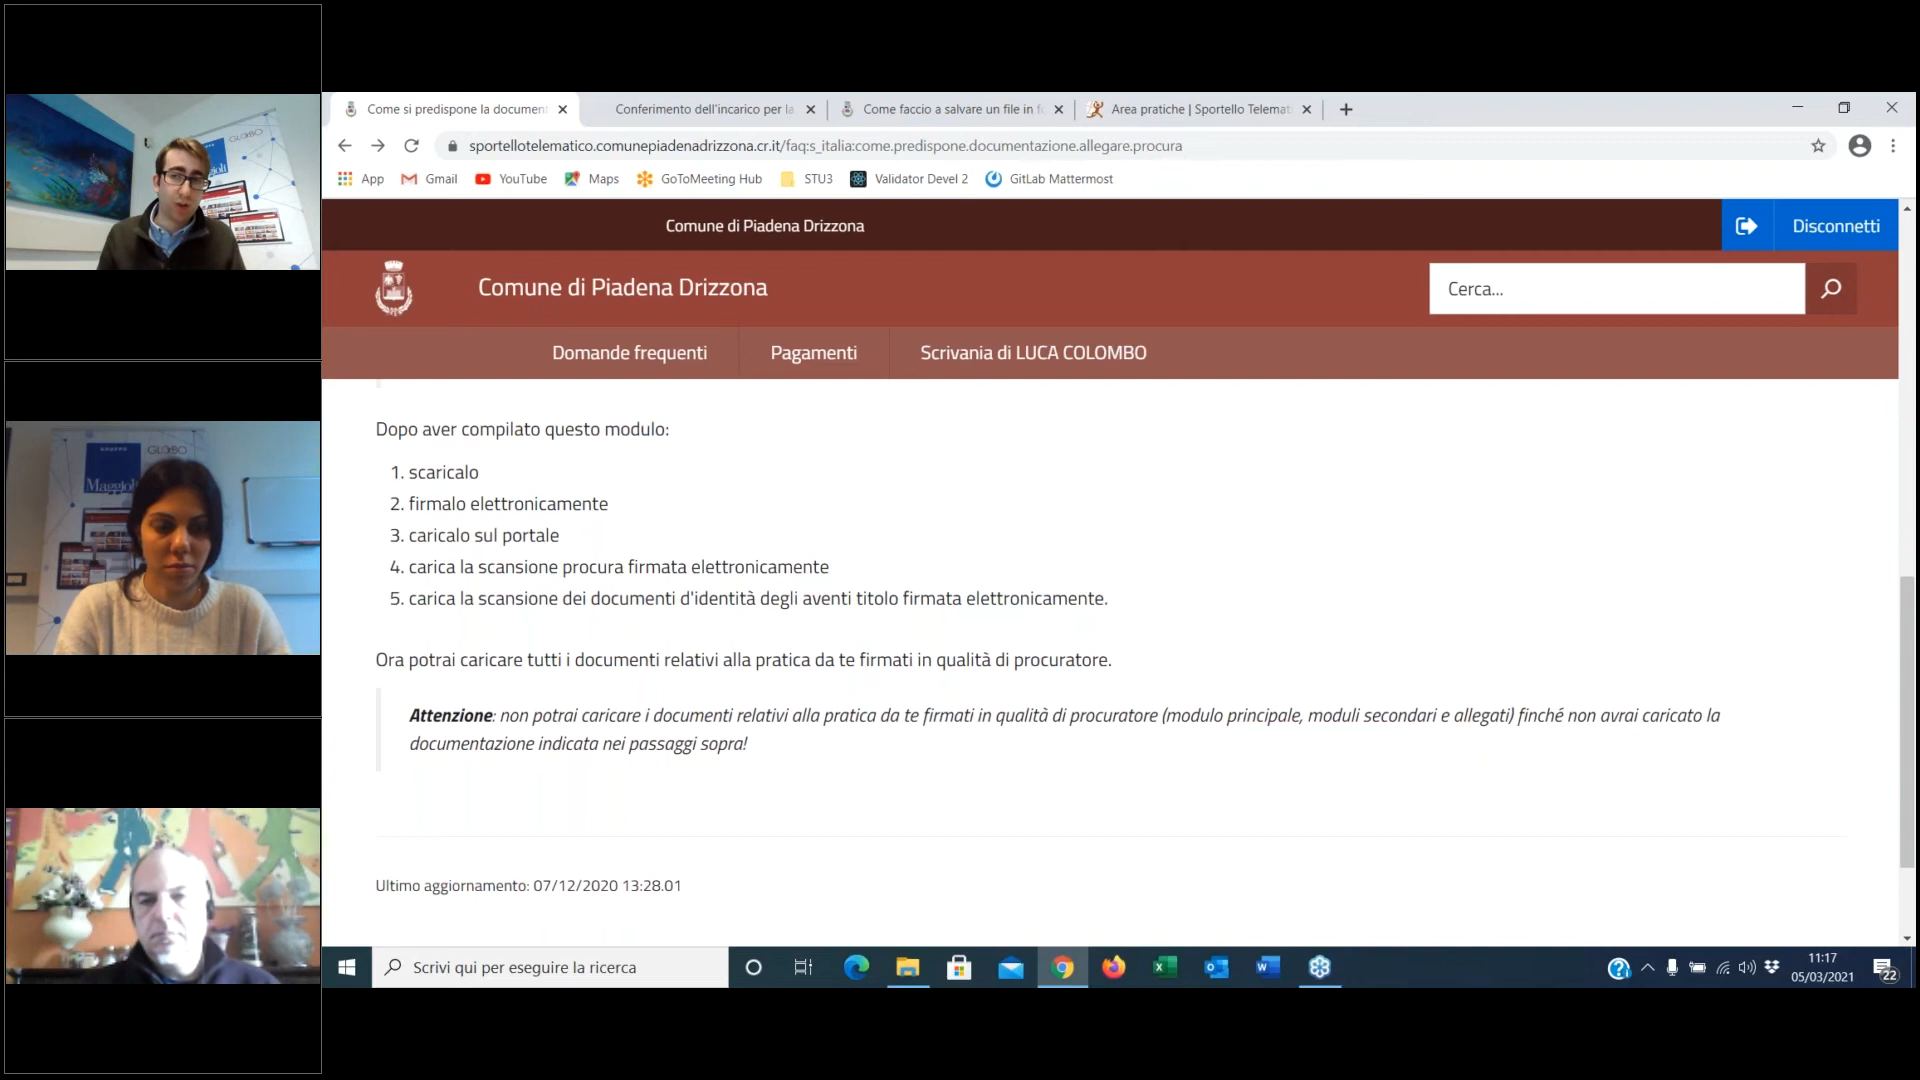 GLOBO
GRUPPO
GLOBO
Maggioli
Come si predispone la document
Conferimento dell'incarico per la
Come faccio a salvare un file in f
Area pratiche | Sportello Telemat
sportellotelematico.comunepiadenadrizzona.cr.it/faq:s_italia:come.predispone.documentazione.allegare.procura
App
Gmail
YouTube
Maps
GoToMeeting Hub
STU3
Validator Devel 2
GitLab Mattermost
Comune di Piadena Drizzona
Disconnetti
Comune di Piadena Drizzona
Cerca...
Domande frequenti
Pagamenti
Scrivania di LUCA COLOMBO
Dopo aver compilato questo modulo:
1. scaricalo
2. firmalo elettronicamente
3. caricalo sul portale
4. carica la scansione procura firmata elettronicamente
5. carica la scansione dei documenti d'identità degli aventi titolo firmata elettronicamente.
Ora potrai caricare tutti i documenti relativi alla pratica da te firmati in qualità di procuratore.
Attenzione: non potrai caricare i documenti relativi alla pratica da te firmati in qualità di procuratore (modulo principale, moduli secondari e allegati) finché non avrai caricato la
documentazione indicata nei passaggi sopra!
Ultimo aggiornamento: 07/12/2020 13:28.01
Scrivi qui per eseguire la ricerca
11:17
05/03/2021
22